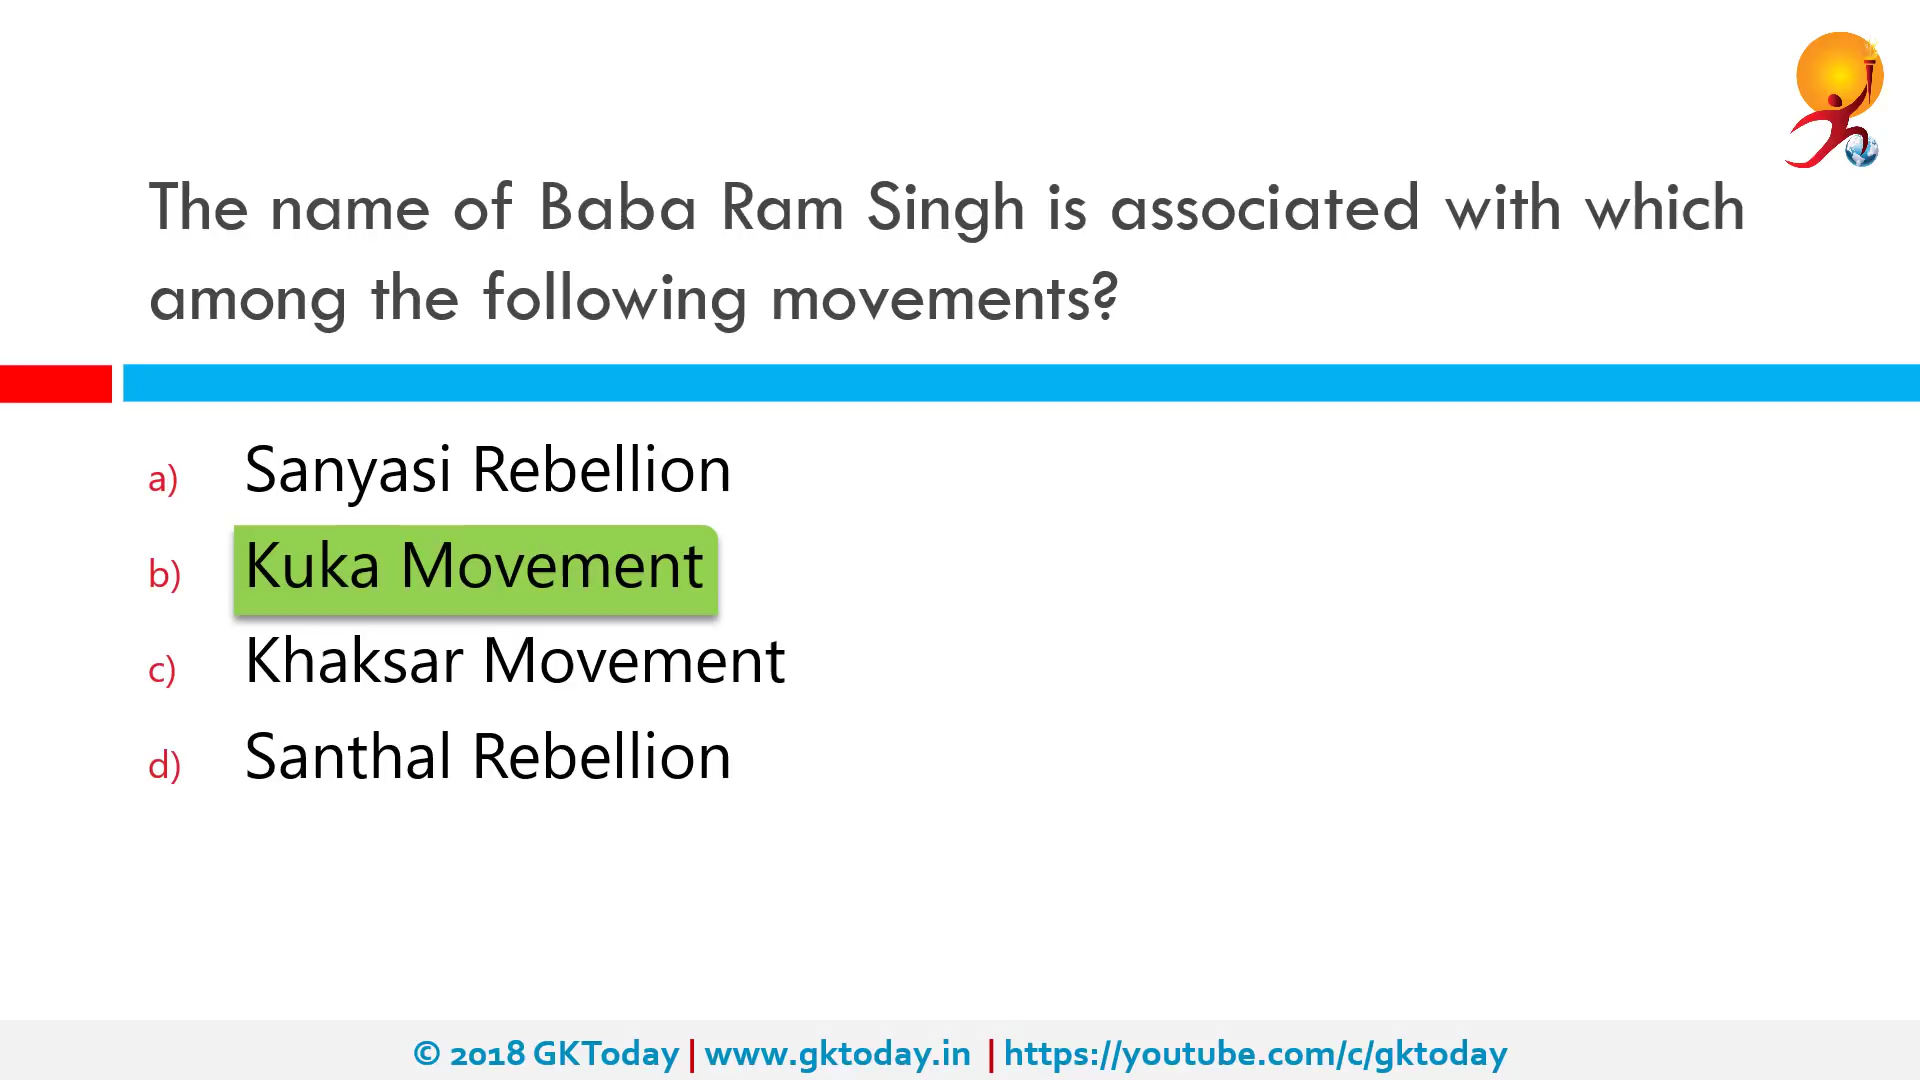 The name of Baba Ram Singh is associated with which
among the following movements?
a) Sanyasi Rebellion
b) Kuka Movement
c) Khaksar Movement
d) Santhal Rebellion
© 2018 GKToday | www.gktoday.in | https://youtube.com/c/gktoday